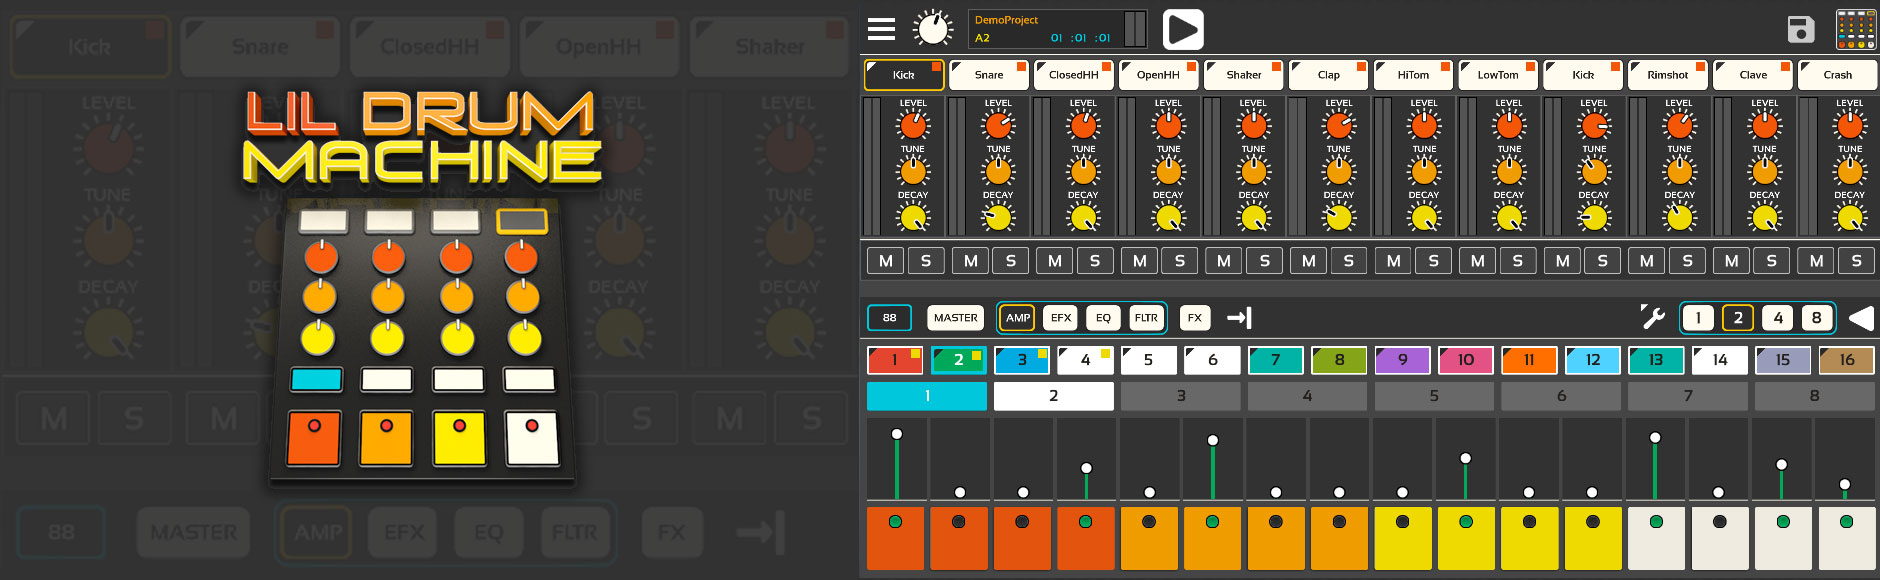 Kick Snare ClosedHH OpenHH Shaker
LEVEL LEVEL
TUNE TUNE
DECAY DECAY
M S M S M S
88 MASTER AMP EFX EQ FLTR FX
LIL DRUM
MACHINE
DemoProject
A2 01 :01 :01
Kick Snare ClosedHH OpenHH Shaker Clap HiTom LowTom Kick Rimshot Clave Crash
LEVEL LEVEL LEVEL LEVEL LEVEL LEVEL LEVEL LEVEL LEVEL LEVEL LEVEL LEVEL
TUNE TUNE TUNE TUNE TUNE TUNE TUNE TUNE TUNE TUNE TUNE TUNE
DECAY DECAY DECAY DECAY DECAY DECAY DECAY DECAY DECAY DECAY DECAY DECAY
M S M S M S M S M S M S M S M S M S M S M S M S
88 MASTER AMP EFX EQ FLTR FX 1 2 4 8
1 2 3 4 5 6 7 8 9 10 11 12 13 14 15 16
1 2 3 4 5 6 7 8